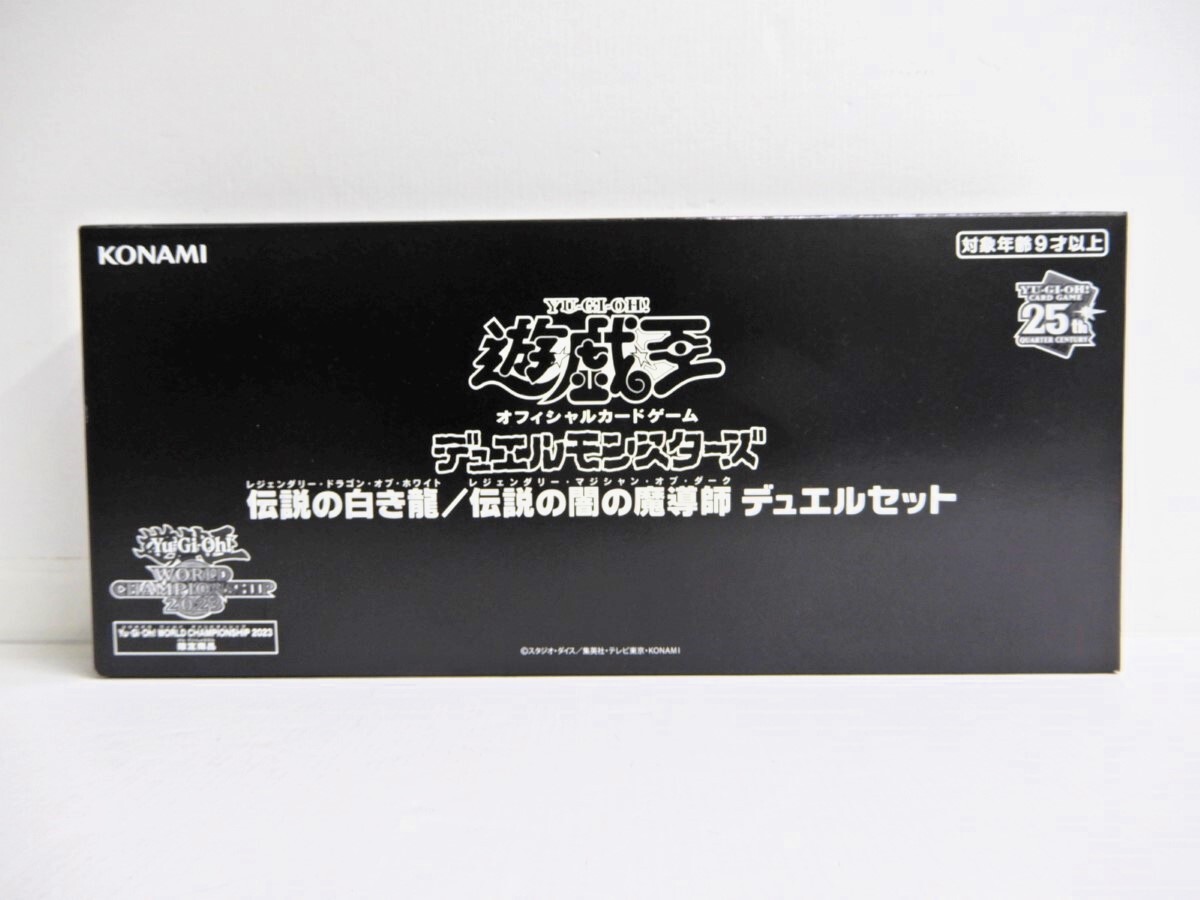 KONAMI
対象年齢9才以上
YU-GI-OH!
CARD GAME
25th
QUARTER CENTURY
YU-GI-OH!
遊☆戯☆王
オフィシャルカードゲーム
デュエルモンスターズ
レジェンダリー・ドラゴン・オブ・ホワイト レジェンダリー・マジシャン・オブ・ダーク
伝説の白き龍/伝説の闇の魔導師 デュエルセット
Yu-Gi-Oh!
WORLD
CHAMPIONSHIP
2023
Yu-Gi-Oh! WORLD CHAMPIONSHIP 2023
限定商品
©スタジオ・ダイス/集英社・テレビ東京・KONAMI